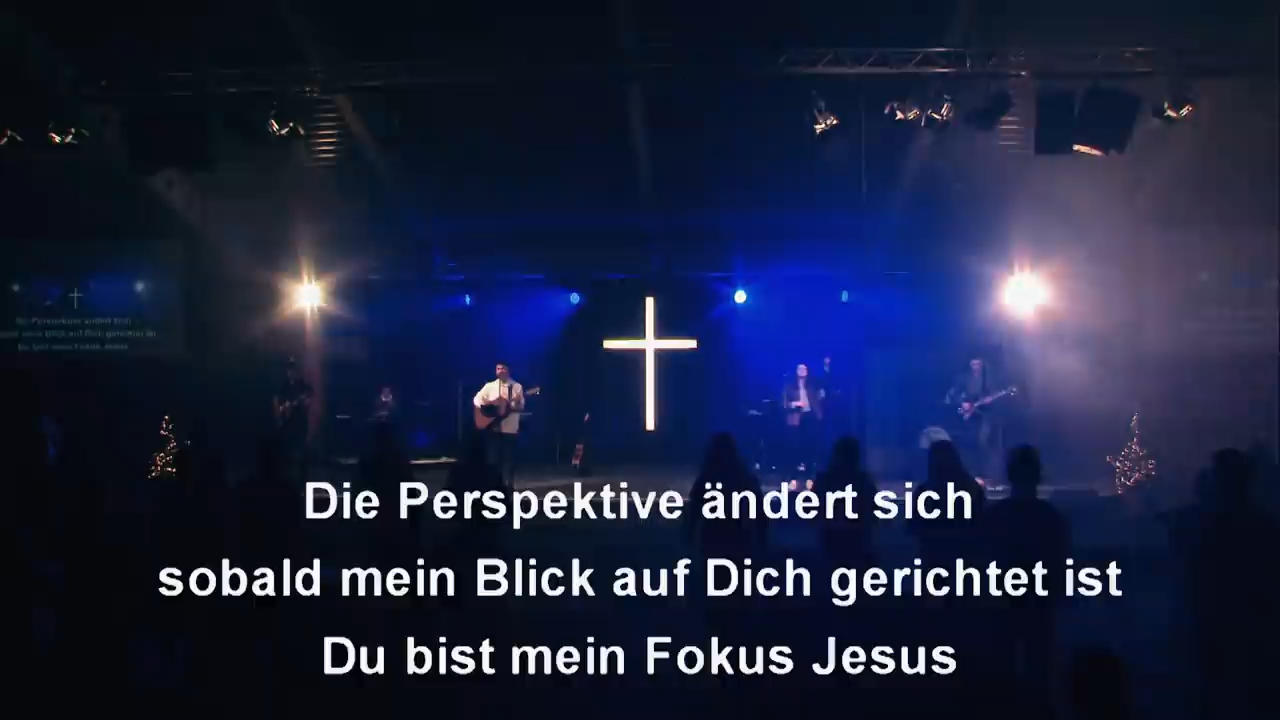 Die Perspektive ändert sich
sobald mein Blick auf Dich gerichtet ist
Du bist mein Fokus Jesus